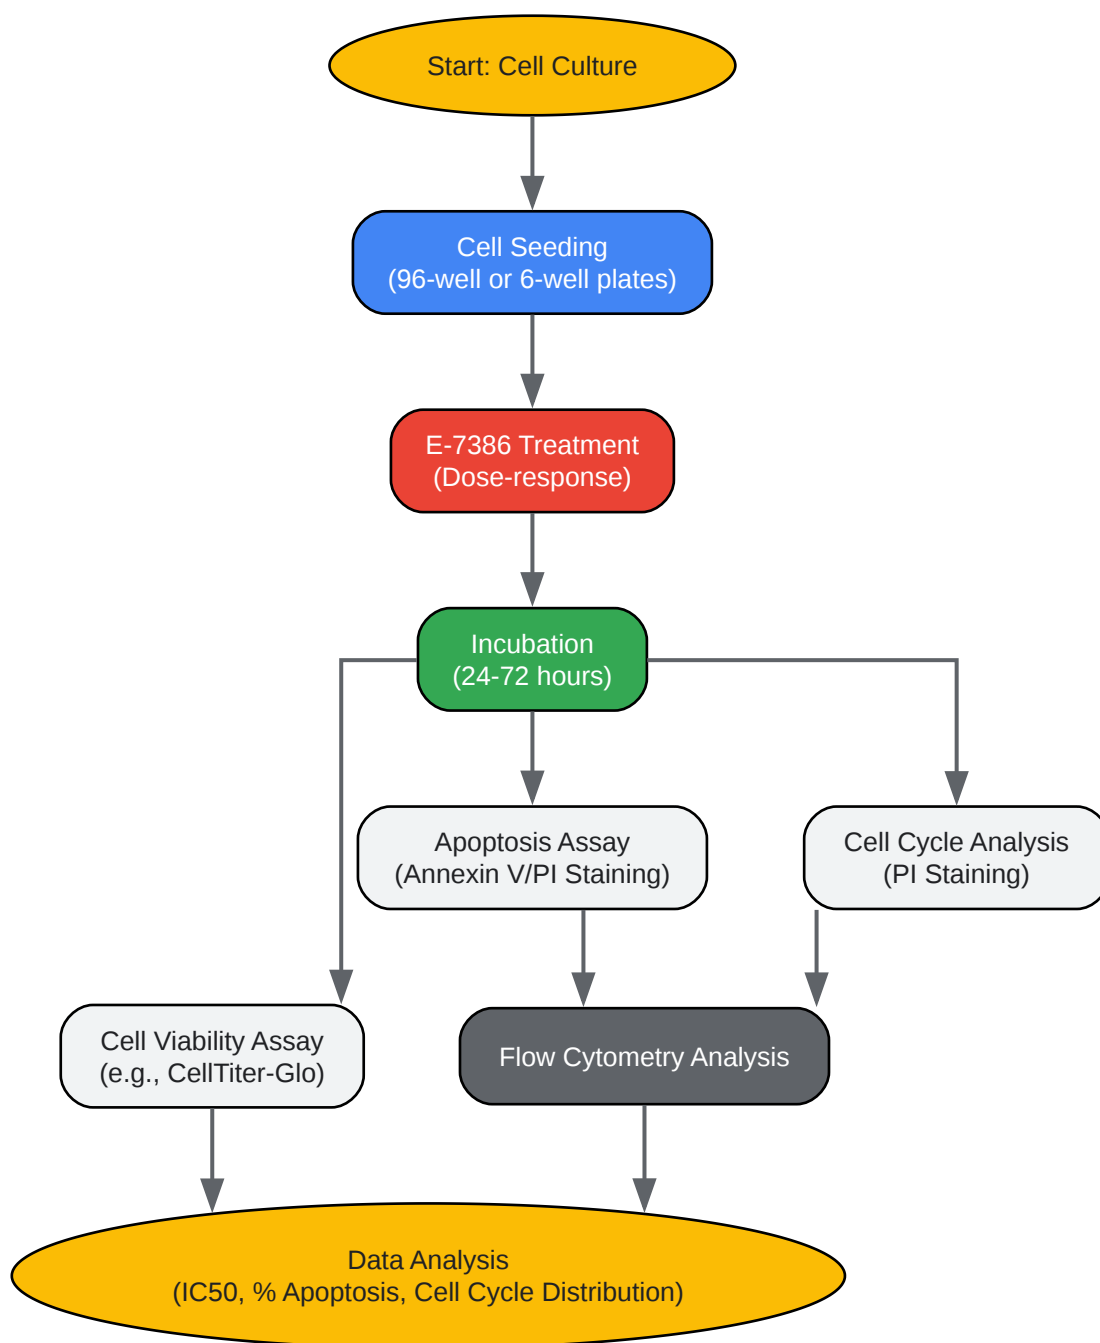 Start: Cell Culture
Cell Seeding
(96-well or 6-well plates)
E-7386 Treatment
(Dose-response)
Incubation
(24-72 hours)
Apoptosis Assay
(Annexin V/PI Staining)
Cell Cycle Analysis
(PI Staining)
Cell Viability Assay
(e.g., CellTiter-Glo)
Flow Cytometry Analysis
Data Analysis
(IC50, % Apoptosis, Cell Cycle Distribution)